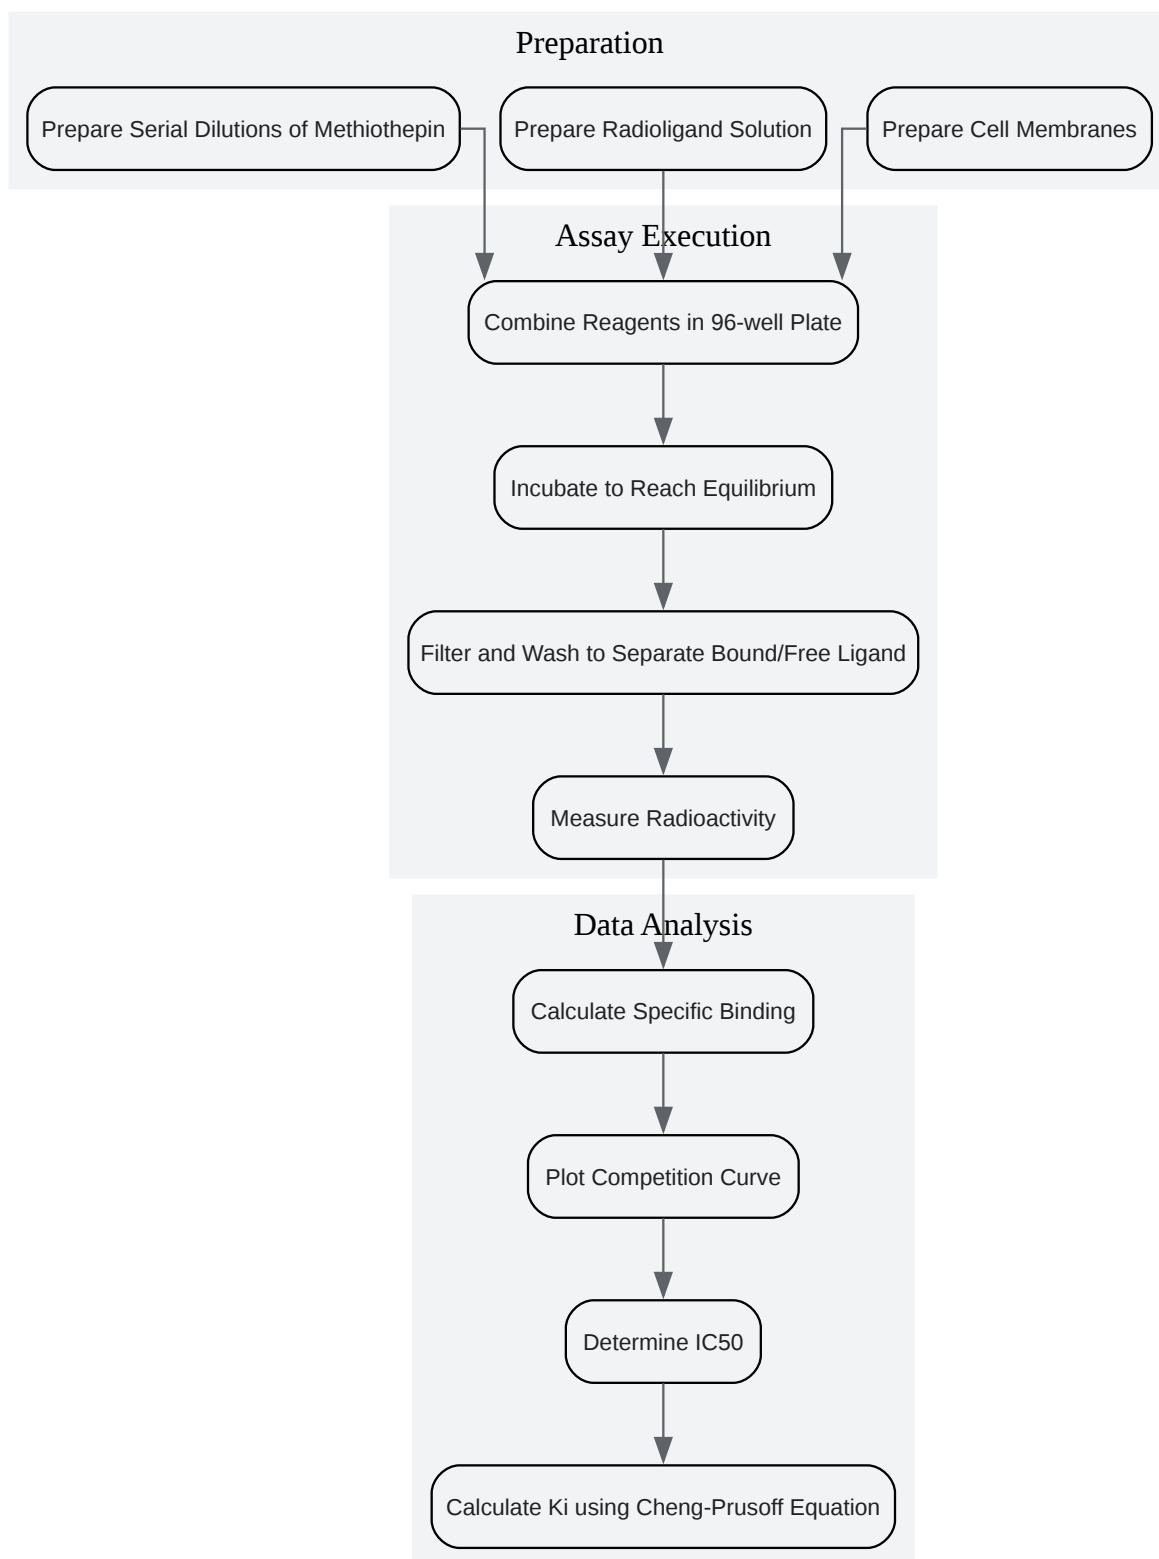 Preparation
Prepare Serial Dilutions of Methiothepin
Prepare Radioligand Solution
Prepare Cell Membranes
Assay Execution
Combine Reagents in 96-well Plate
Incubate to Reach Equilibrium
Filter and Wash to Separate Bound/Free Ligand
Measure Radioactivity
Data Analysis
Calculate Specific Binding
Plot Competition Curve
Determine IC50
Calculate Ki using Cheng-Prusoff Equation